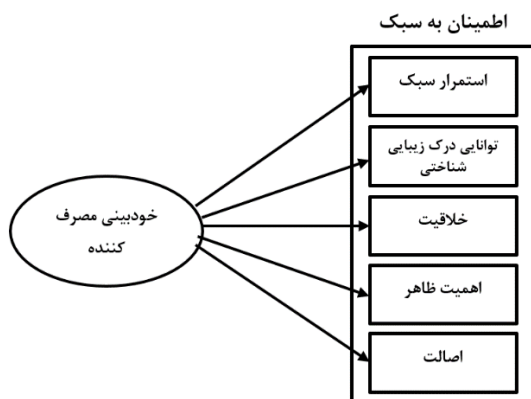 اطمینان به سبک
استمرار سبک
توانایی درک زیبایی
شناختی
خلاقیت
اهمیت ظاهر
اصالت
خودبینی مصرف
کننده